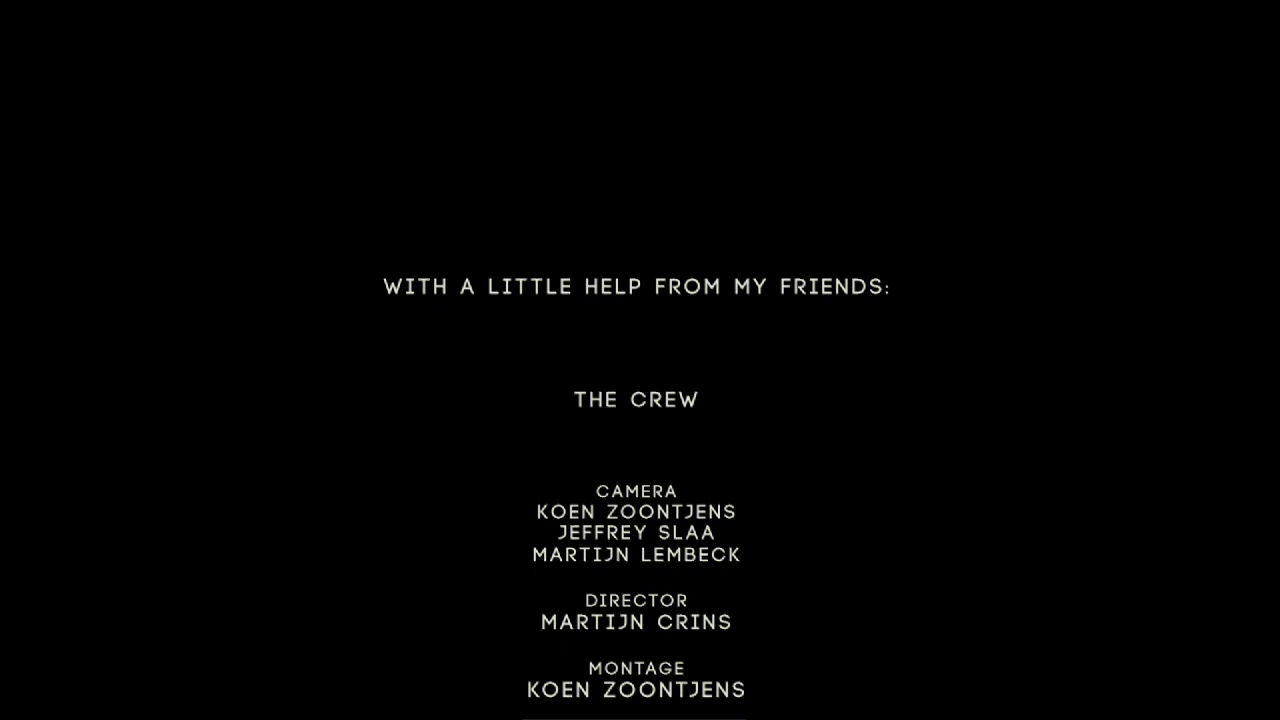 WITH A LITTLE HELP FROM MY FRIENDS:
THE CREW
CAMERA
KOEN ZOONTJENS
JEFFREY SLAA
MARTIJN LEMBECK
DIRECTOR
MARTIJN CRINS
MONTAGE
KOEN ZOONTJENS